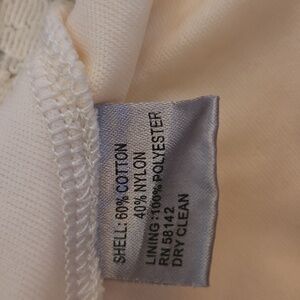 SHELL: 60% COTTON
40% NYLON
LINING :100% POLYESTER
RN 58142
DRY CLEAN